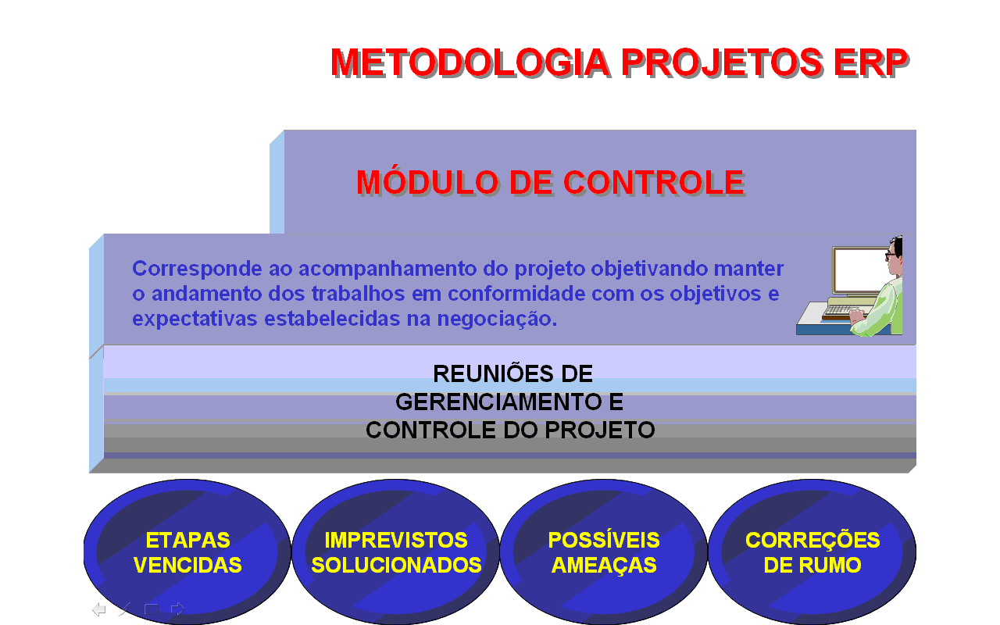 METODOLOGIA PROJETOS ERP
MÓDULO DE CONTROLE
Corresponde ao acompanhamento do projeto objetivando manter
o andamento dos trabalhos em conformidade com os objetivos e
expectativas estabelecidas na negociação.
REUNIÕES DE
GERENCIAMENTO E
CONTROLE DO PROJETO
ETAPAS
VENCIDAS
IMPREVISTOS
SOLUCIONADOS
POSSÍVEIS
AMEAÇAS
CORREÇÕES
DE RUMO